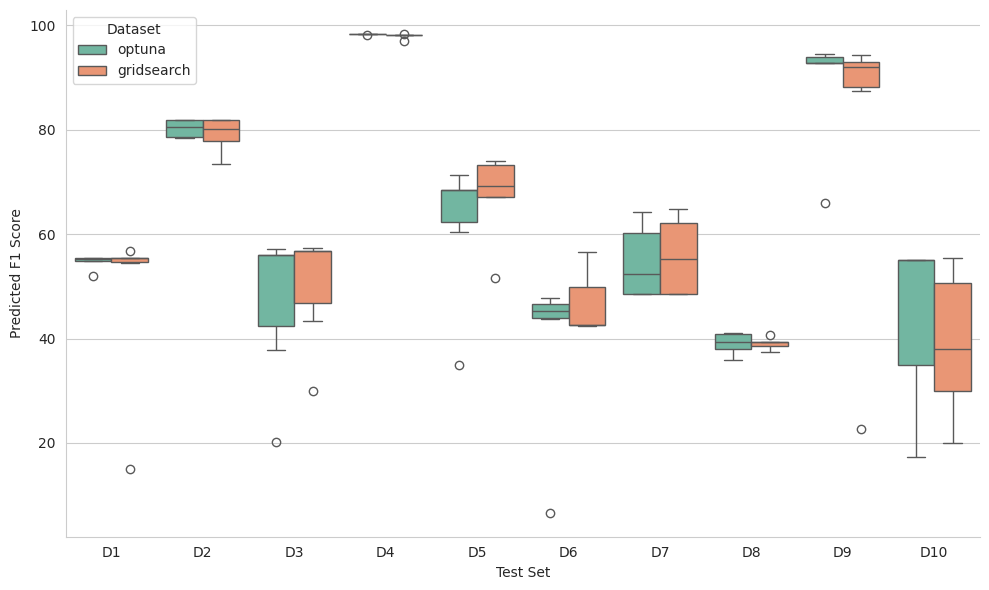 Dataset
optuna
gridsearch
Predicted F1 Score
100
80
60
40
20
D1 D2 D3 D4 D5 D6 D7 D8 D9 D10
Test Set